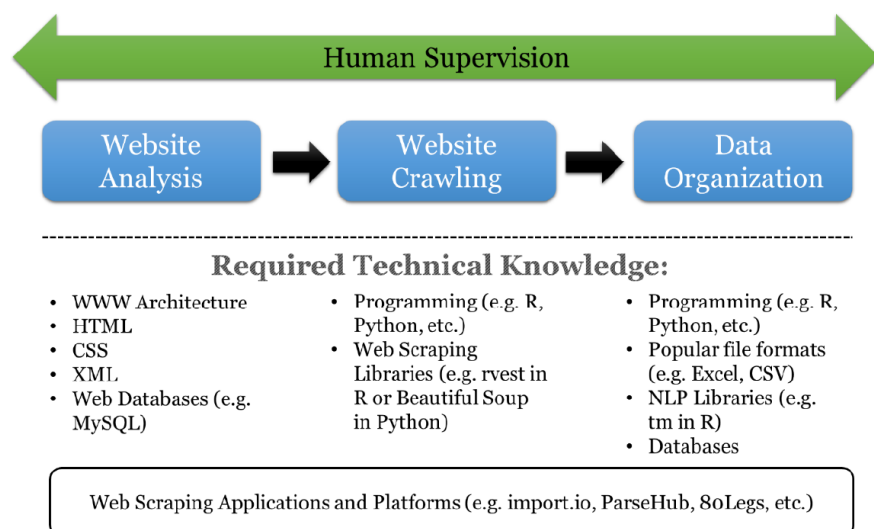 Human Supervision
Website
Analysis
Website
Crawling
Data
Organization
Required Technical Knowledge:
• WWW Architecture
• HTML
• CSS
• XML
• Web Databases (e.g.
MySQL)
• Programming (e.g. R,
Python, etc.)
• Web Scraping
Libraries (e.g. rvest in
R or Beautiful Soup
in Python)
• Programming (e.g. R,
Python, etc.)
• Popular file formats
(e.g. Excel, CSV)
• NLP Libraries (e.g.
tm in R)
• Databases
Web Scraping Applications and Platforms (e.g. import.io, ParseHub, 80Legs, etc.)